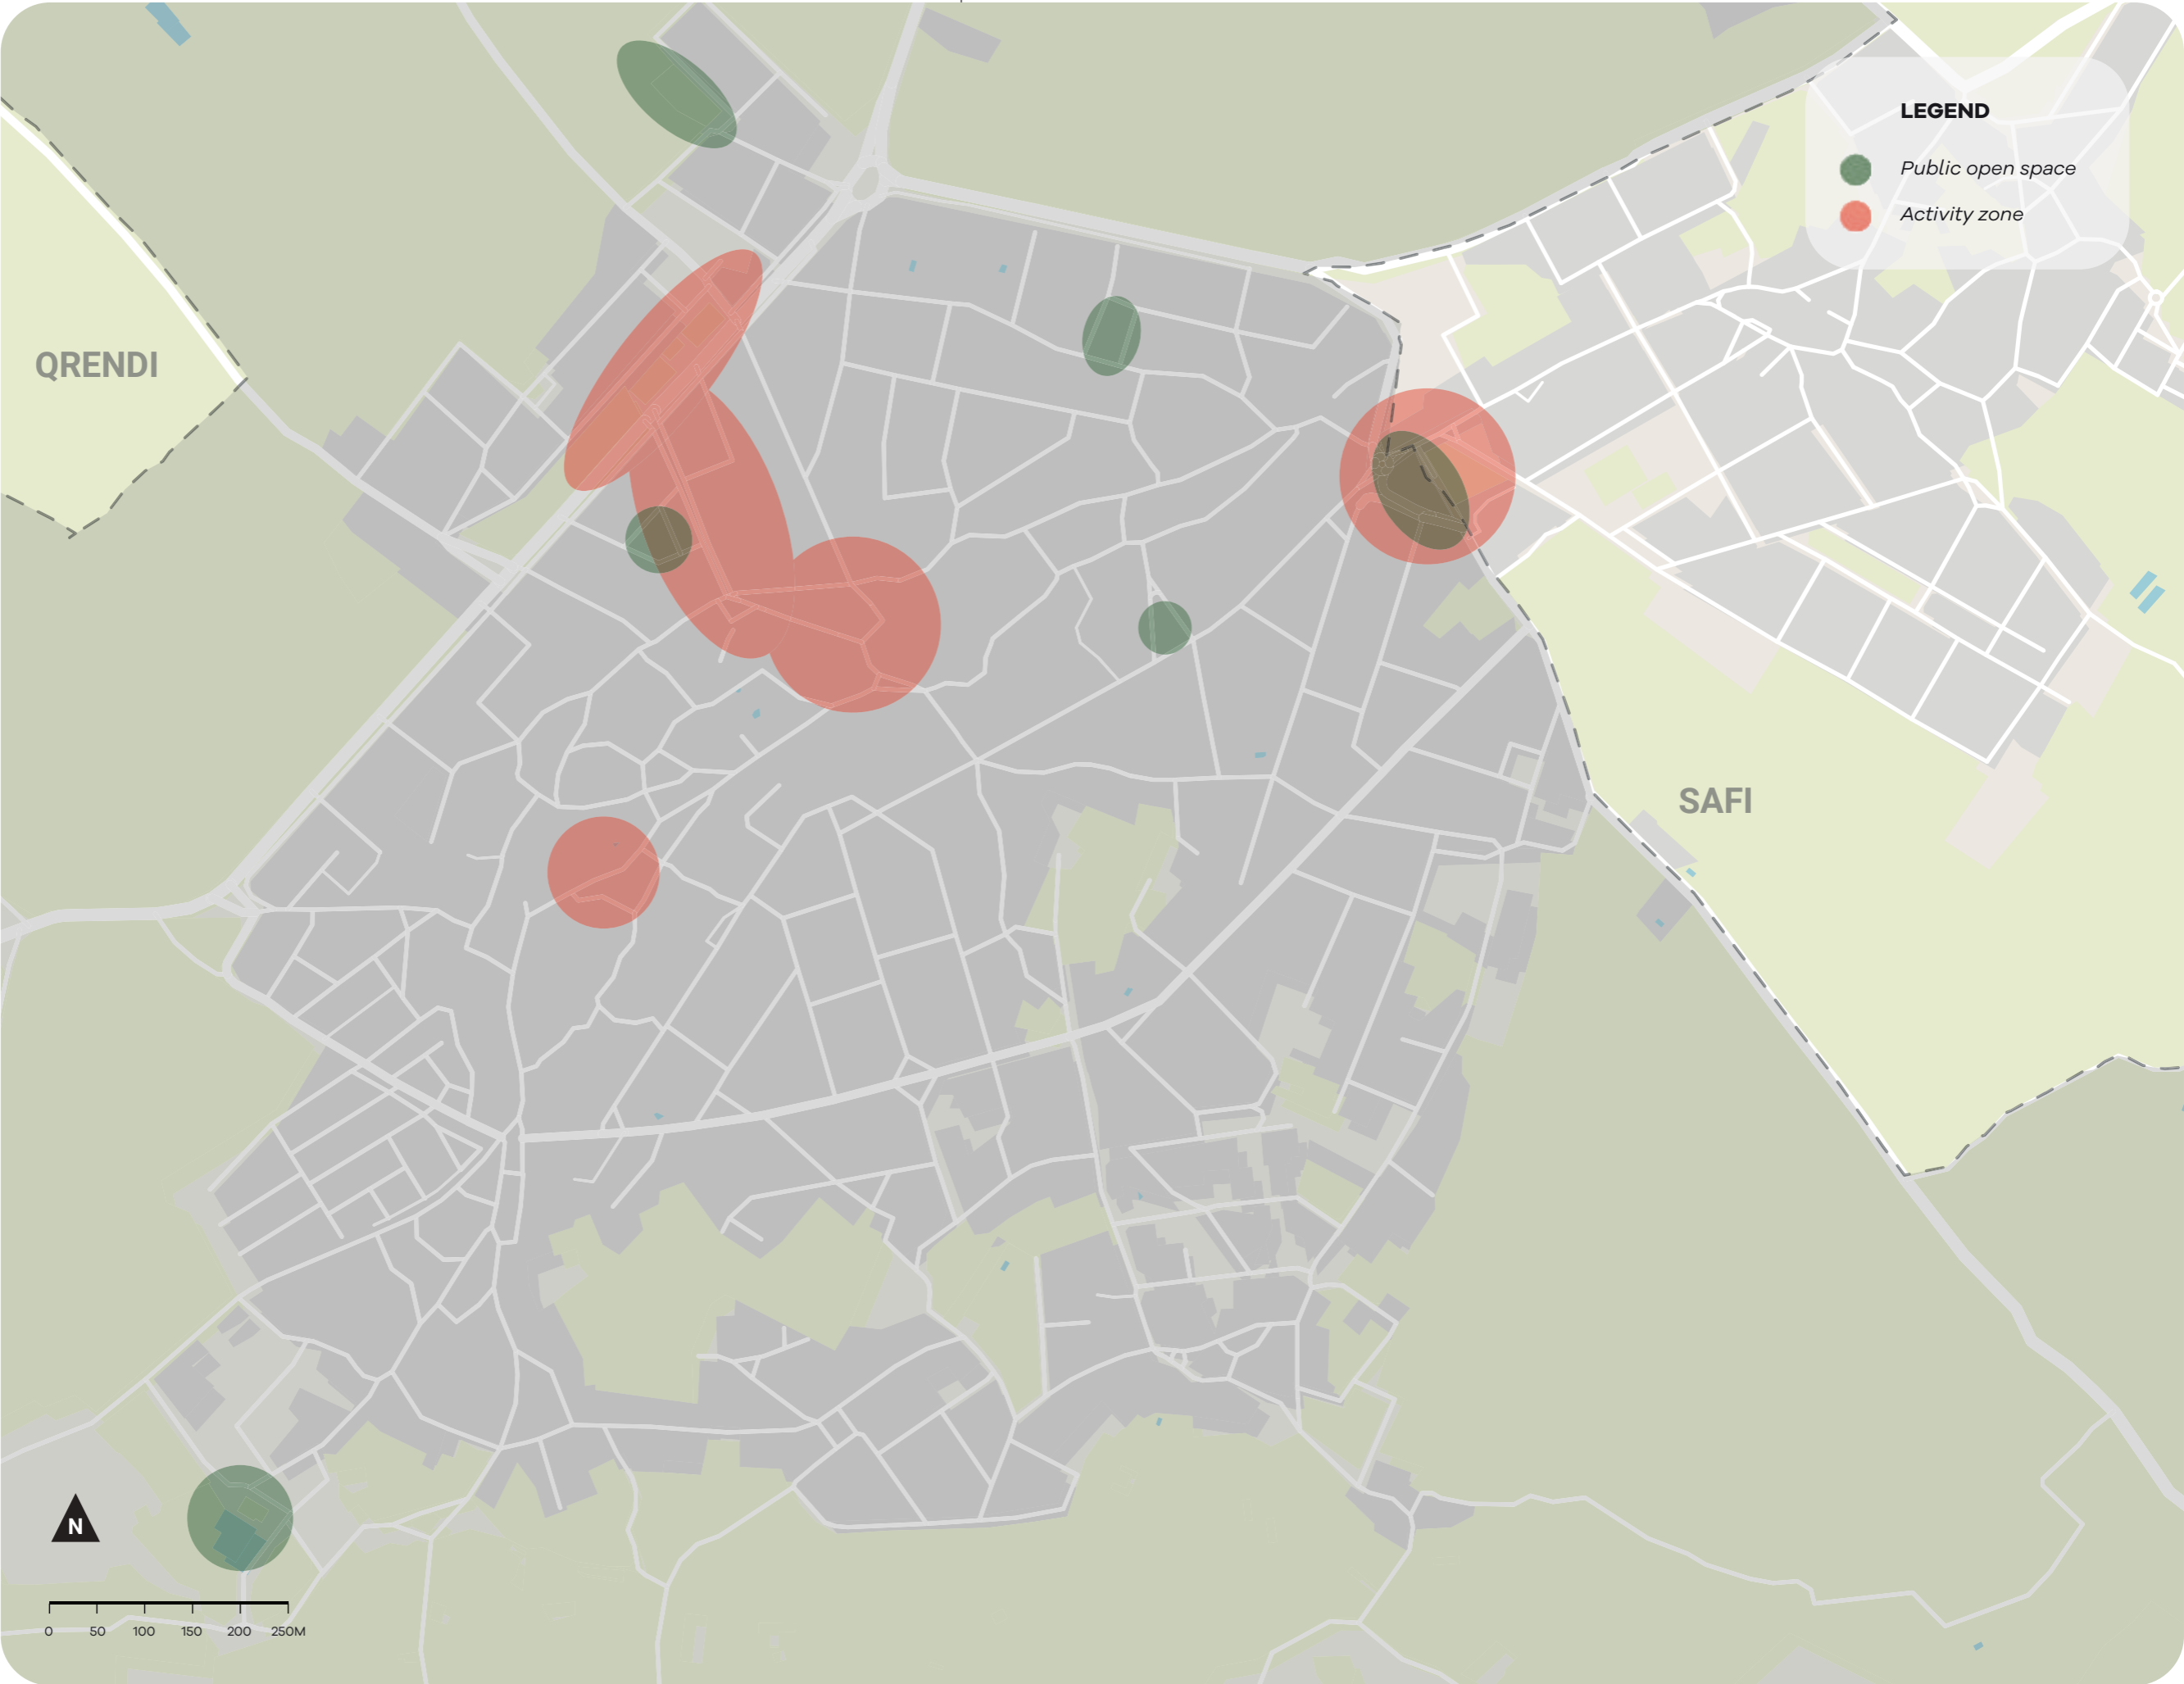 LEGEND
Public open space
Activity zone
QRENDI
SAFI
N
0 50 100 150 200 250M